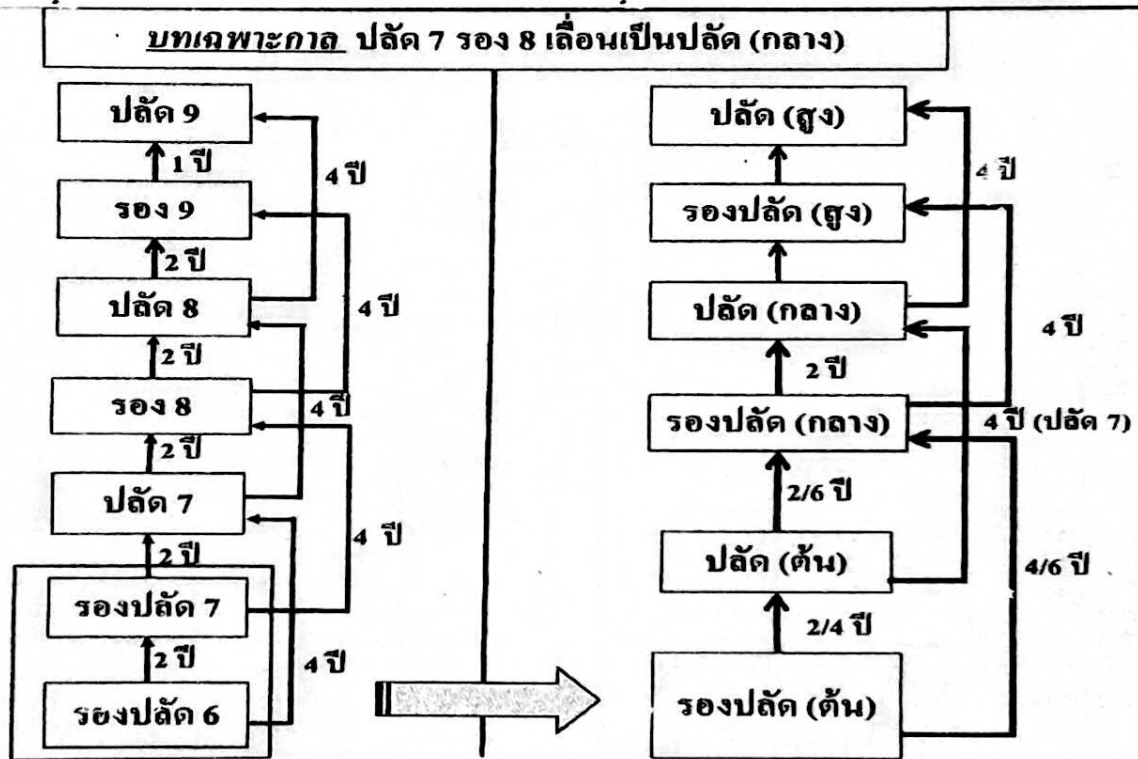 บทเฉพาะกาล ปลัด 7 รอง 8 เลื่อนเป็นปลัด (กลาง)
ปลัด 9
1 ปี
4 ปี
รอง 9
2 ปี
ปลัด 8
4 ปี
2 ปี
รอง 8
4 ปี
2 ปี
ปลัด 7
4 ปี
2 ปี
รองปลัด 7
2 ปี
4 ปี
รองปลัด 6
ปลัด (สูง)
4 ปี
รองปลัด (สูง)
ปลัด (กลาง)
4 ปี
2 ปี
รองปลัด (กลาง)
4 ปี (ปลัด 7)
2/6 ปี
ปลัด (ต้น)
4/6 ปี
2/4 ปี
รองปลัด (ต้น)